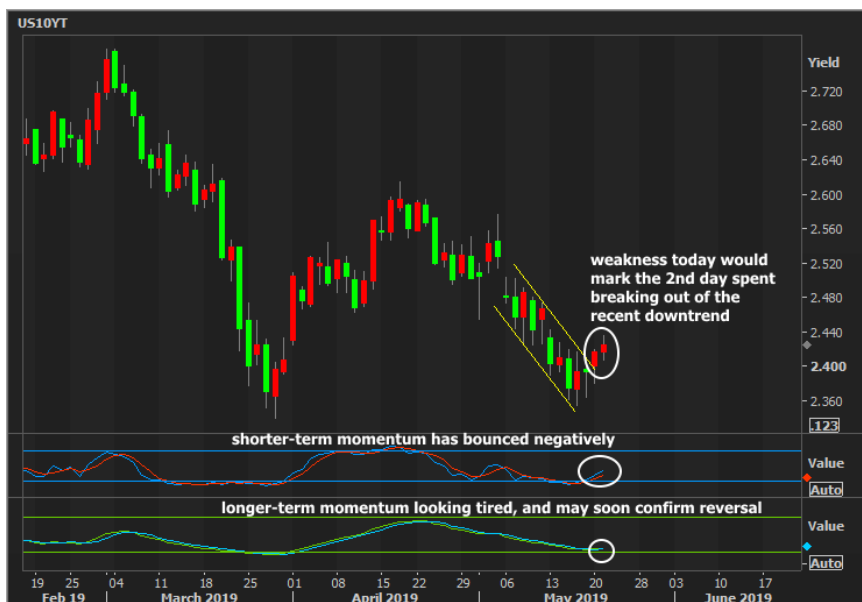 US10YT
Yield
2.720
2.680
2.640
2.600
2.560
2.520
2.480
2.440
2.400
2.360
.123
weakness today would
mark the 2nd day spent
breaking out of the
recent downtrend
shorter-term momentum has bounced negatively
Value
Auto
longer-term momentum looking tired, and may soon confirm reversal
Value
Auto
19 25 04 11 18 25 01 08 15 22 29 06 13 20 28 03 10 17
Feb 19 March 2019 April 2019 May 2019 June 2019